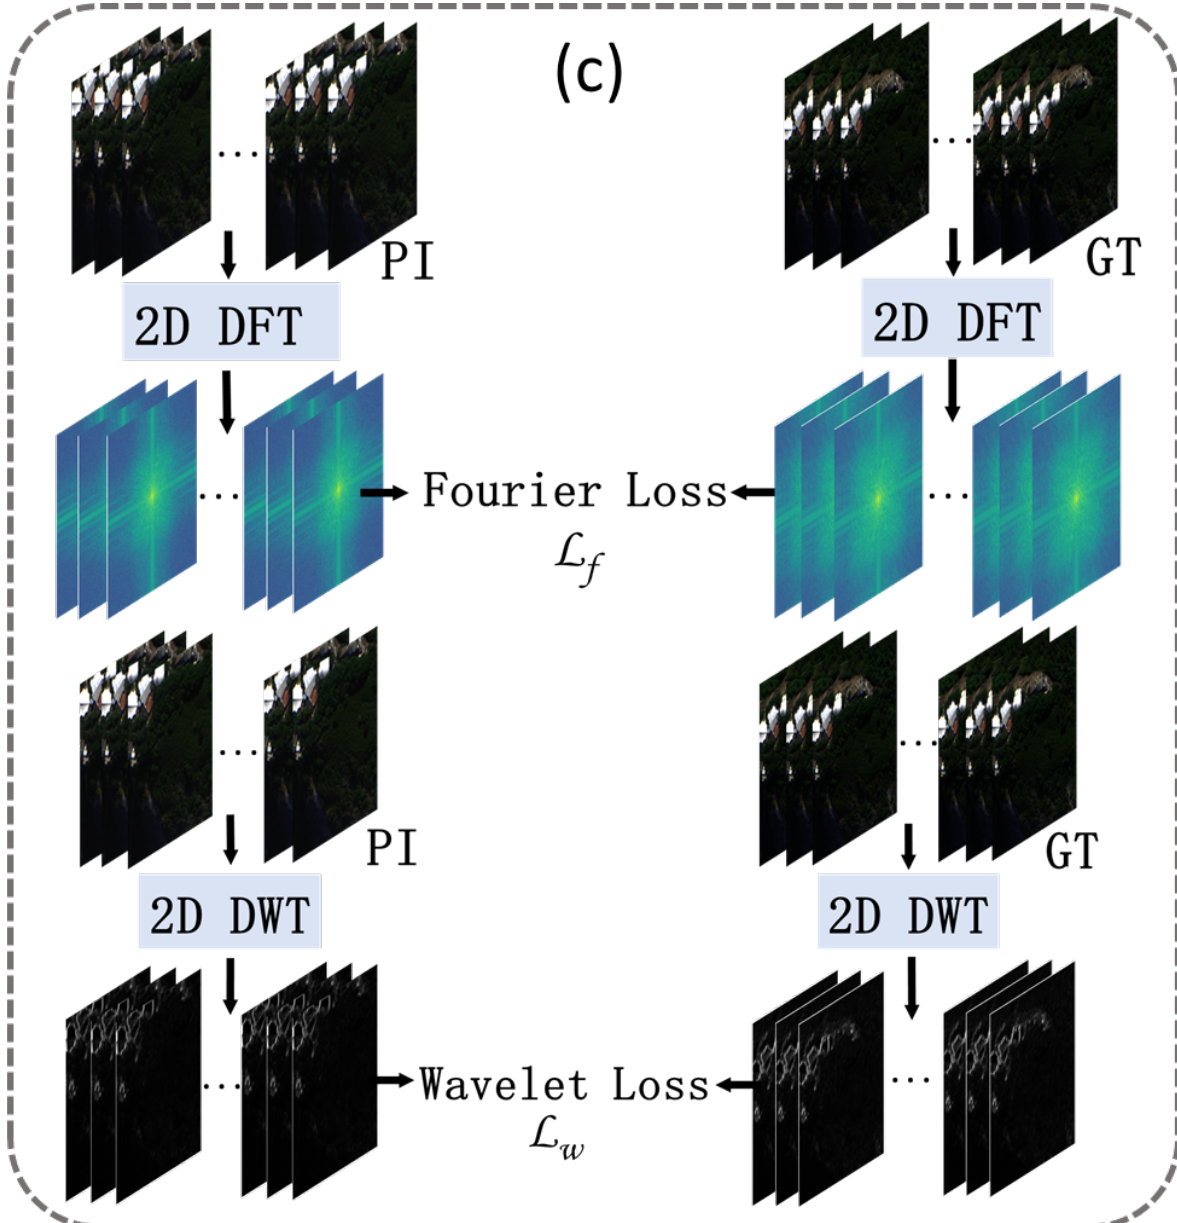 (c)
PI
GT
2D DFT
2D DFT
Fourier Loss
ℒf
PI
GT
2D DWT
2D DWT
Wavelet Loss
ℒw